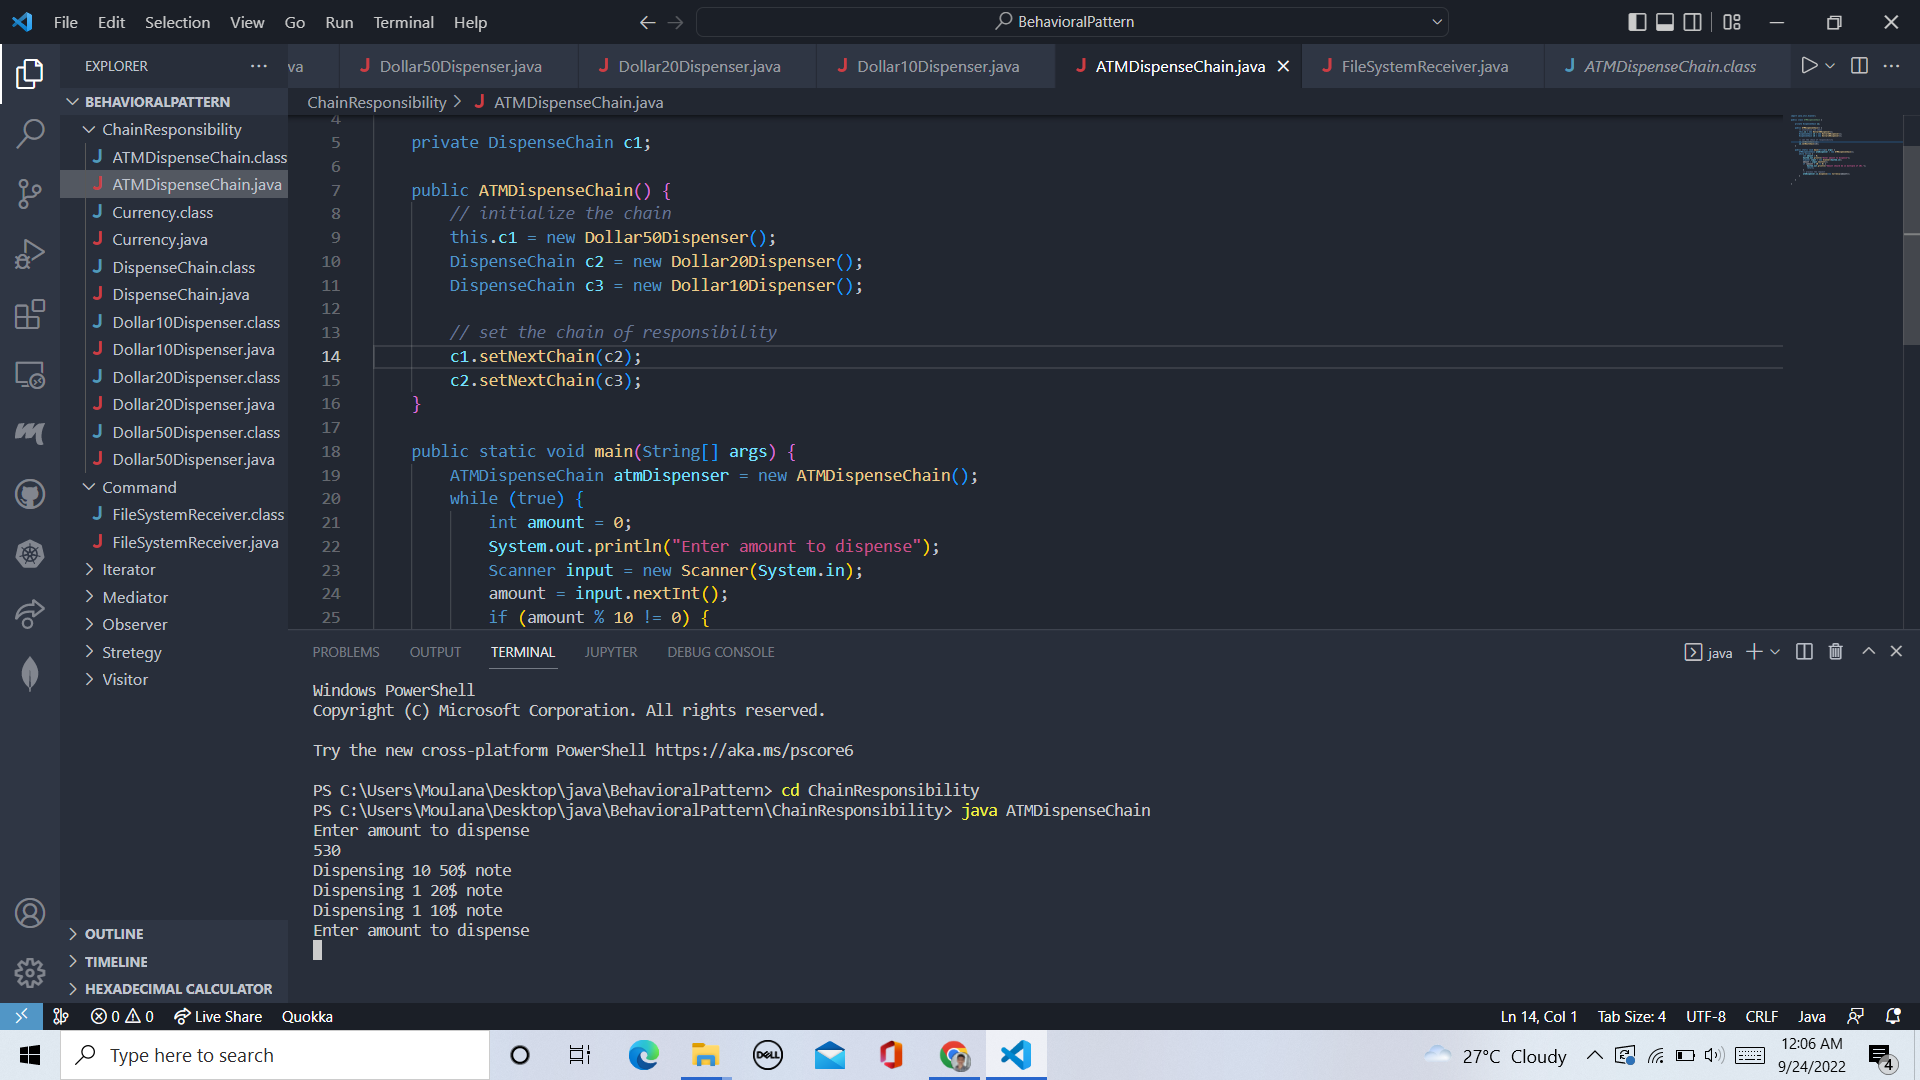 File Edit Selection View Go Run Terminal Help
BehavioralPattern
EXPLORER
va
Dollar50Dispenser.java
Dollar20Dispenser.java
Dollar10Dispenser.java
ATMDispenseChain.java
FileSystemReceiver.java
ATMDispenseChain.class
BEHAVIORALPATTERN
ChainResponsibility
ATMDispenseChain.class
ATMDispenseChain.java
Currency.class
Currency.java
DispenseChain.class
DispenseChain.java
Dollar10Dispenser.class
Dollar10Dispenser.java
Dollar20Dispenser.class
Dollar20Dispenser.java
Dollar50Dispenser.class
Dollar50Dispenser.java
Command
FileSystemReceiver.class
FileSystemReceiver.java
Iterator
Mediator
Observer
Stretegy
Visitor
OUTLINE
TIMELINE
HEXADECIMAL CALCULATOR
ChainResponsibility > ATMDispenseChain.java
4
5 private DispenseChain c1;
6
7 public ATMDispenseChain() {
8 // initialize the chain
9 this.c1 = new Dollar50Dispenser();
10 DispenseChain c2 = new Dollar20Dispenser();
11 DispenseChain c3 = new Dollar10Dispenser();
12
13 // set the chain of responsibility
14 c1.setNextChain(c2);
15 c2.setNextChain(c3);
16 }
17
18 public static void main(String[] args) {
19 ATMDispenseChain atmDispenser = new ATMDispenseChain();
20 while (true) {
21 int amount = 0;
22 System.out.println("Enter amount to dispense");
23 Scanner input = new Scanner(System.in);
24 amount = input.nextInt();
25 if (amount % 10 != 0) {
PROBLEMS OUTPUT TERMINAL JUPYTER DEBUG CONSOLE
java
Windows PowerShell
Copyright (C) Microsoft Corporation. All rights reserved.
Try the new cross-platform PowerShell https://aka.ms/pscore6
PS C:\Users\Moulana\Desktop\java\BehavioralPattern> cd ChainResponsibility
PS C:\Users\Moulana\Desktop\java\BehavioralPattern\ChainResponsibility> java ATMDispenseChain
Enter amount to dispense
530
Dispensing 10 50$ note
Dispensing 1 20$ note
Dispensing 1 10$ note
Enter amount to dispense
0 0 Live Share Quokka
Ln 14, Col 1 Tab Size: 4 UTF-8 CRLF Java
Type here to search
DELL
27°C Cloudy
12:06 AM
9/24/2022
4